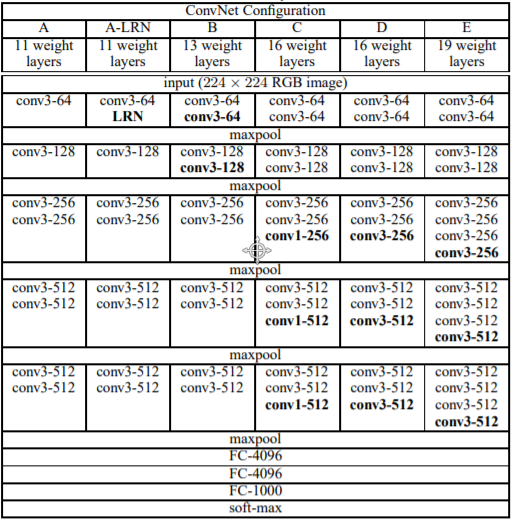 ConvNet Configuration
A A-LRN B C D E
11 weight 11 weight 13 weight 16 weight 16 weight 19 weight
layers layers layers layers layers layers
input (224 × 224 RGB image)
conv3-64 conv3-64 conv3-64 conv3-64 conv3-64 conv3-64
LRN conv3-64 conv3-64 conv3-64 conv3-64
maxpool
conv3-128 conv3-128 conv3-128 conv3-128 conv3-128 conv3-128
conv3-128 conv3-128 conv3-128 conv3-128
maxpool
conv3-256 conv3-256 conv3-256 conv3-256 conv3-256 conv3-256
conv3-256 conv3-256 conv3-256 conv3-256 conv3-256 conv3-256
conv1-256 conv3-256 conv3-256
conv3-256
maxpool
conv3-512 conv3-512 conv3-512 conv3-512 conv3-512 conv3-512
conv3-512 conv3-512 conv3-512 conv3-512 conv3-512 conv3-512
conv1-512 conv3-512 conv3-512
conv3-512
maxpool
conv3-512 conv3-512 conv3-512 conv3-512 conv3-512 conv3-512
conv3-512 conv3-512 conv3-512 conv3-512 conv3-512 conv3-512
conv1-512 conv3-512 conv3-512
conv3-512
maxpool
FC-4096
FC-4096
FC-1000
soft-max